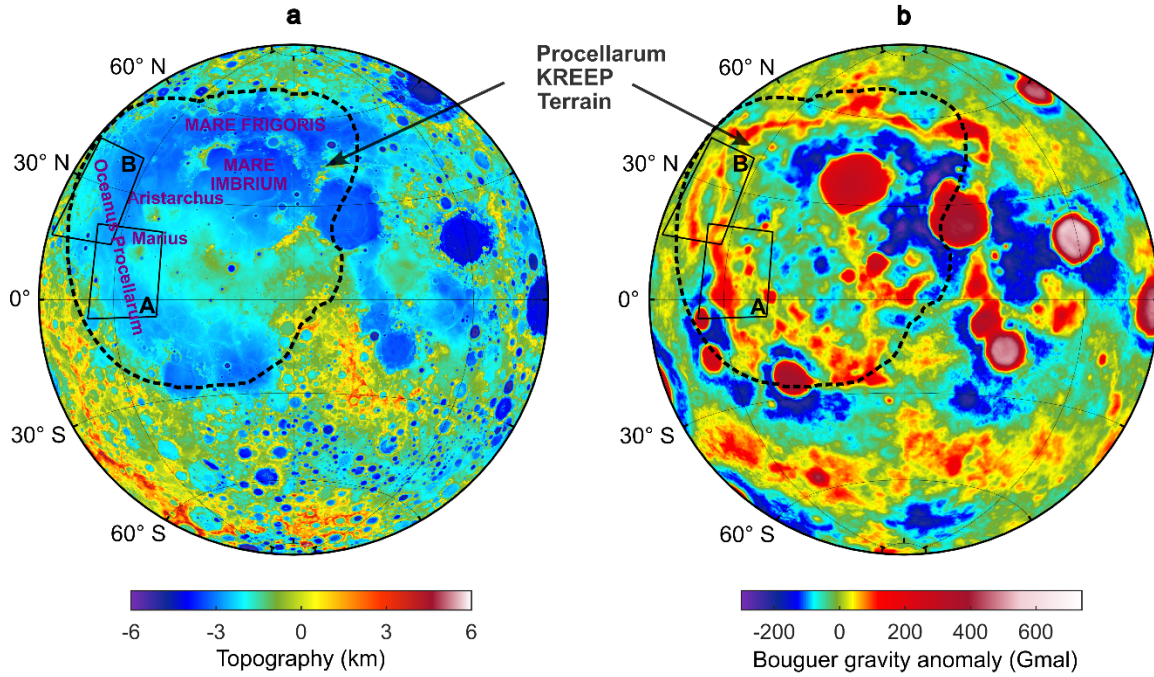 a
b
Procellarum
KREEP
Terrain
60° N
30° N
0°
30° S
60° S
MARE FRIGORIS
MARE
IMBRIUM
B
Oceanus Procellarum
Aristarchus
Marius
A
60° N
30° N
0°
30° S
60° S
B
A
-6 -3 0 3 6
Topography (km)
-200 0 200 400 600
Bouguer gravity anomaly (Gmal)